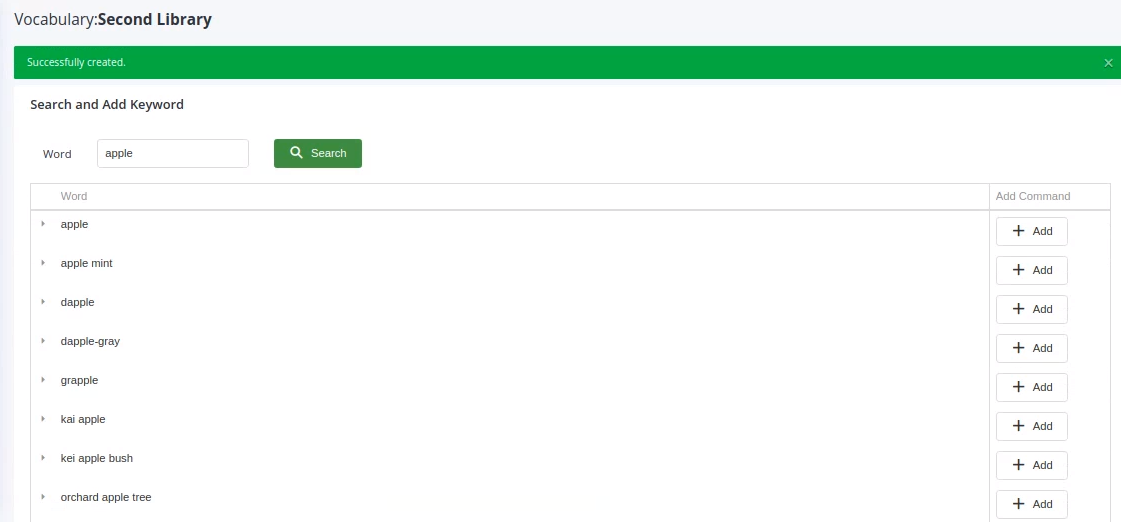 Vocabulary:Second Library
Successfully created.
Search and Add Keyword
Word apple Search
Word Add Command
apple Add
apple mint Add
dapple Add
dapple-gray Add
grapple Add
kai apple Add
kei apple bush Add
orchard apple tree Add